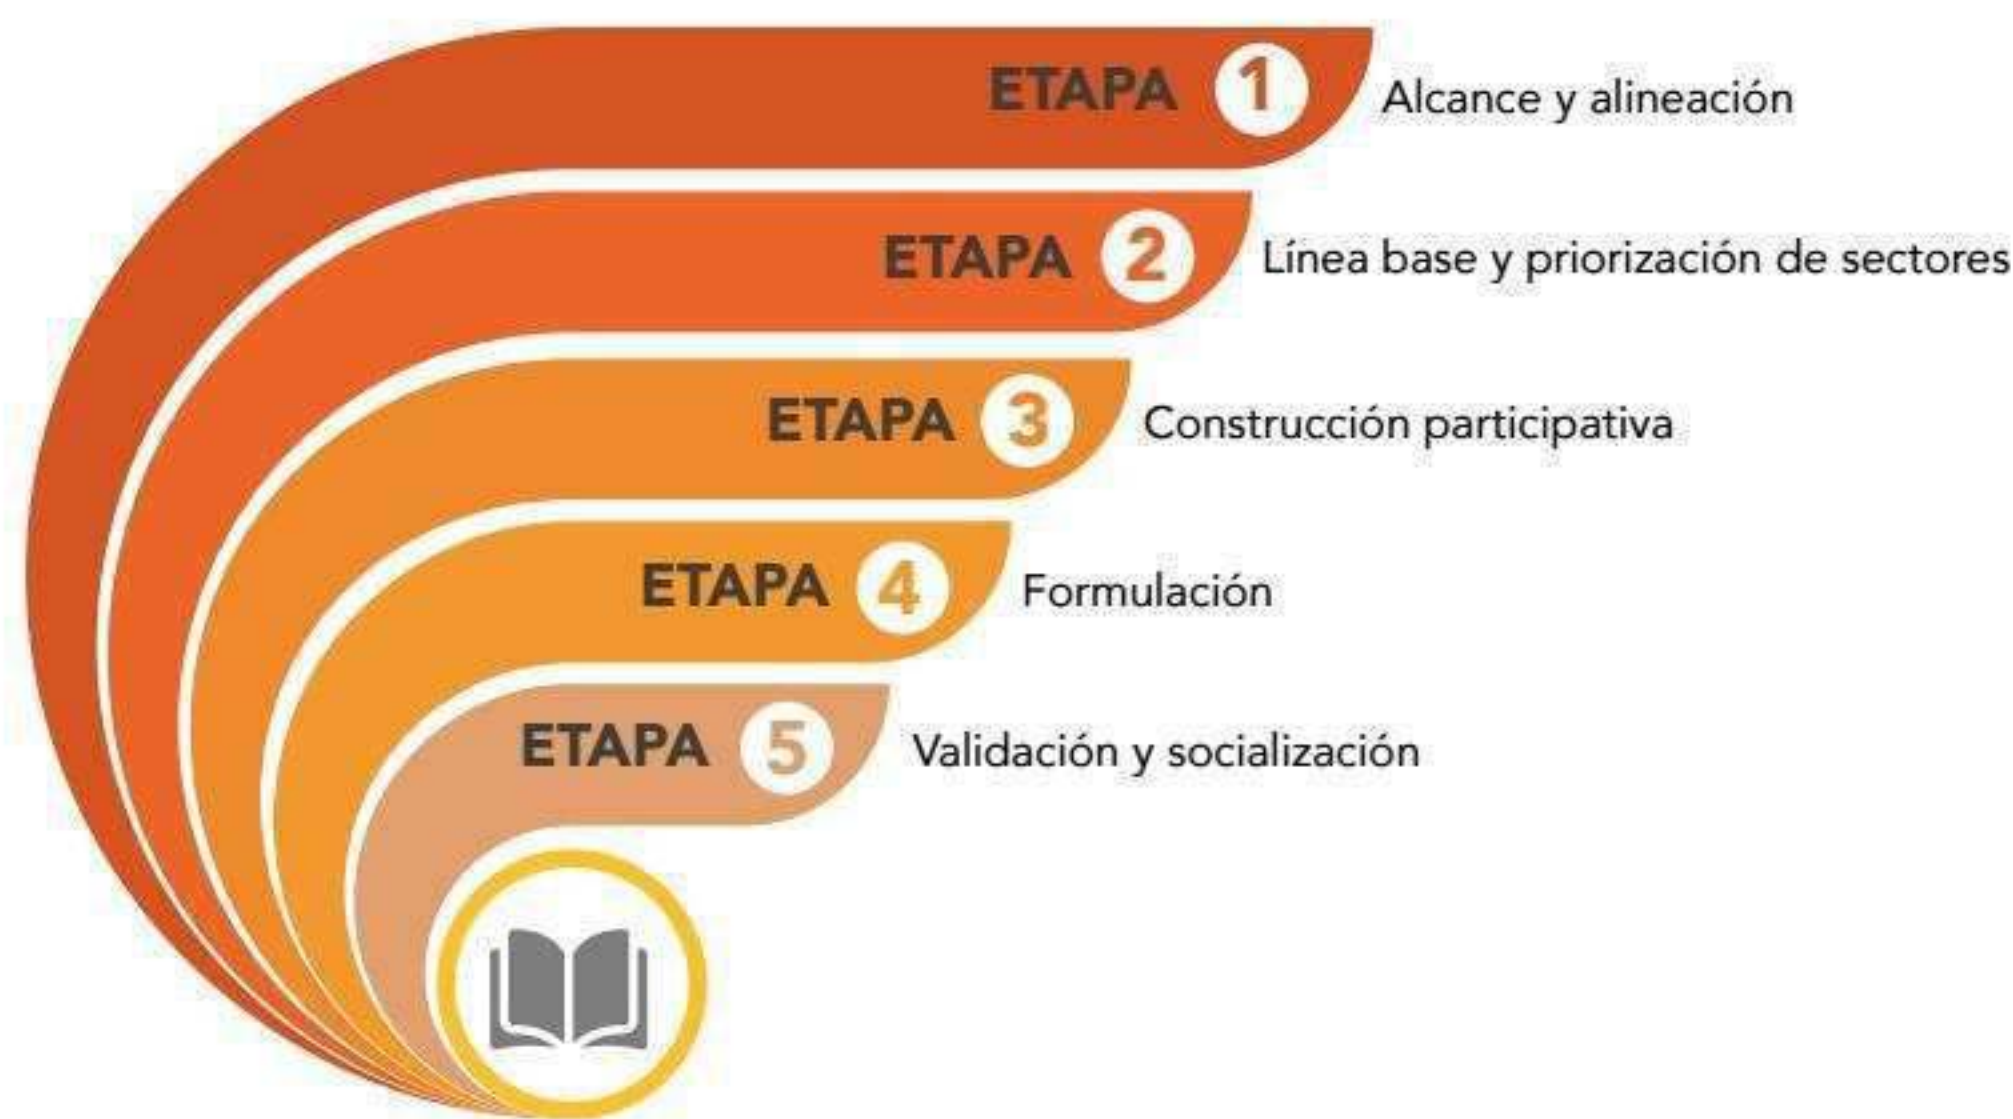 ETAPA 1 Alcance y alineación
ETAPA 2 Línea base y priorización de sectores
ETAPA 3 Construcción participativa
ETAPA 4 Formulación
ETAPA 5 Validación y socialización